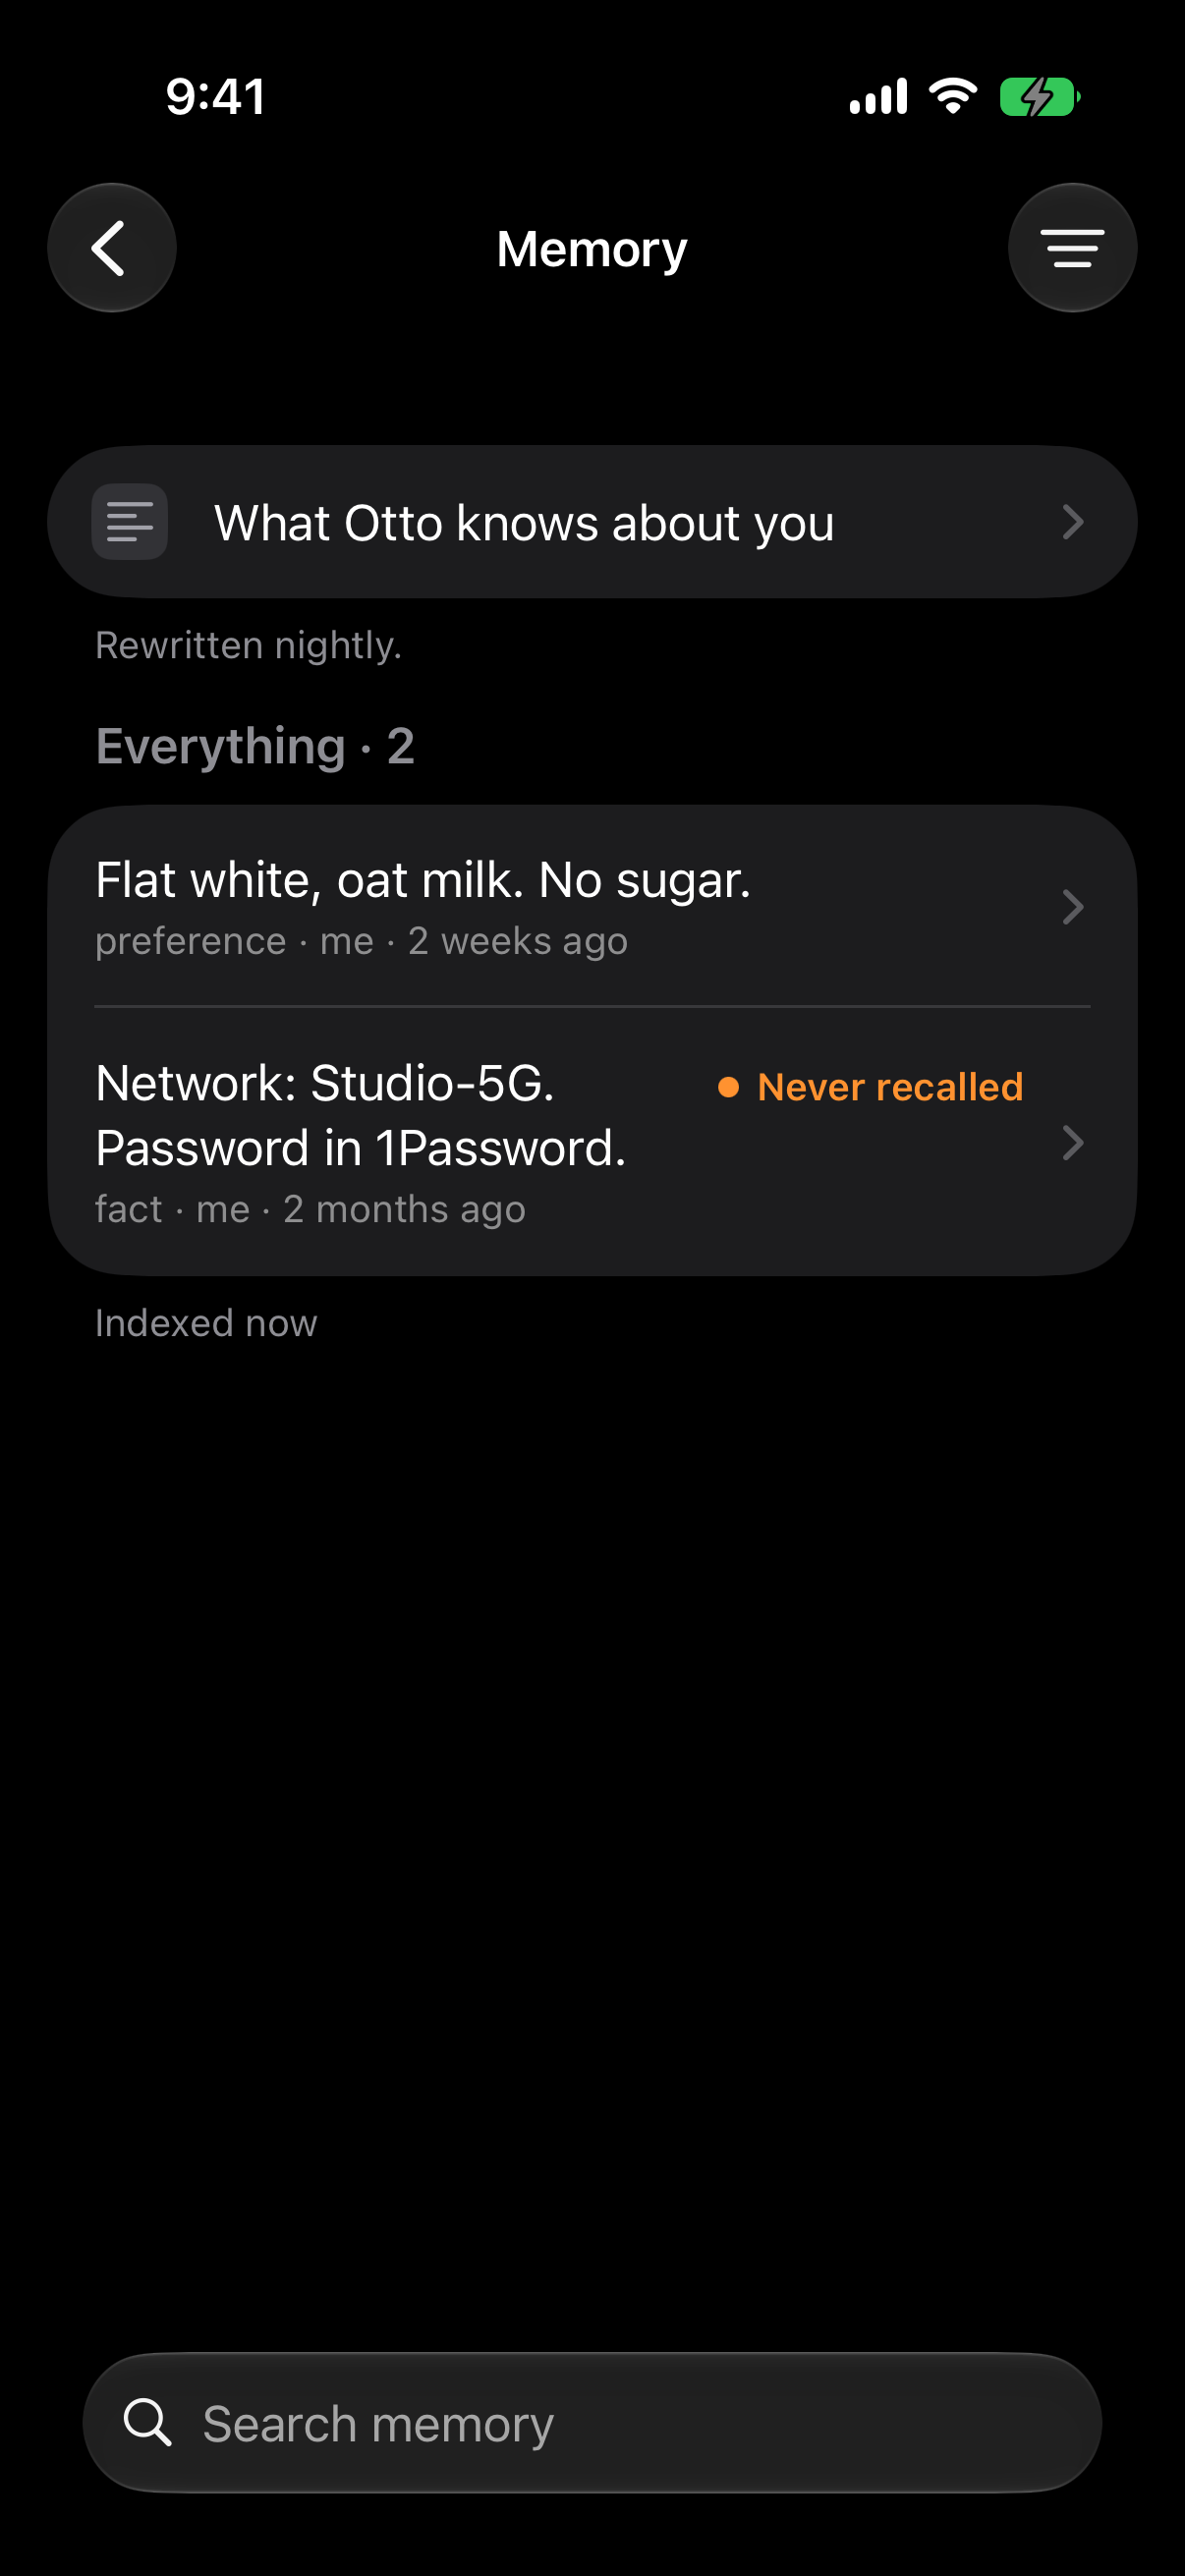 9:41
Memory
What Otto knows about you
Rewritten nightly.
Everything · 2
Flat white, oat milk. No sugar.
preference · me · 2 weeks ago
Network: Studio-5G.
Never recalled
Password in 1Password.
fact · me · 2 months ago
Indexed now
Search memory